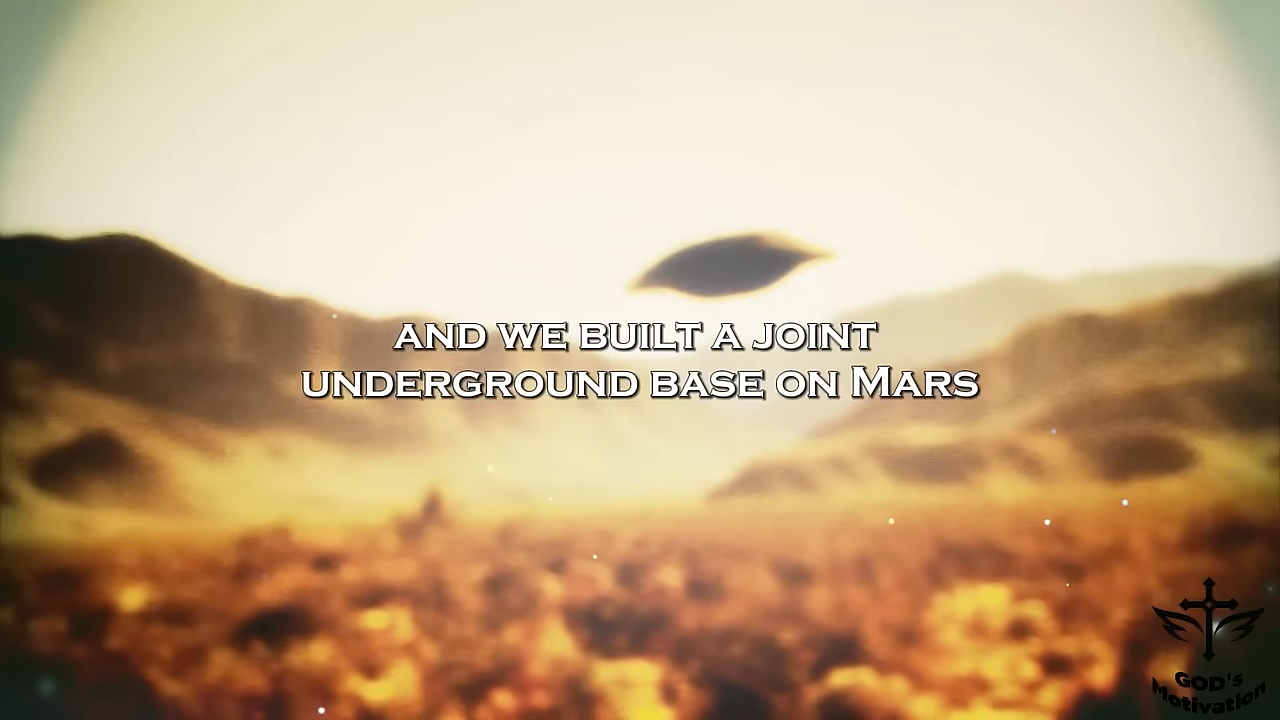 AND WE BUILT A JOINT
UNDERGROUND BASE ON MARS
GOD's
Motivation